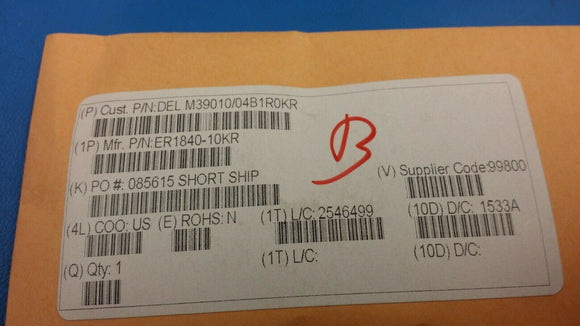 (P) Cust. P/N:DEL M39010/04B1R0KR
(1P) Mfr. P/N:ER1840-10KR
B
(K) PO #: 085615 SHORT SHIP
(V) Supplier Code:99800
(4L) COO: US (E) ROHS: N (1T) L/C: 2546499 (10D) D/C: 1533A
(Q) Qty: 1 (1T) L/C: (10D) D/C: